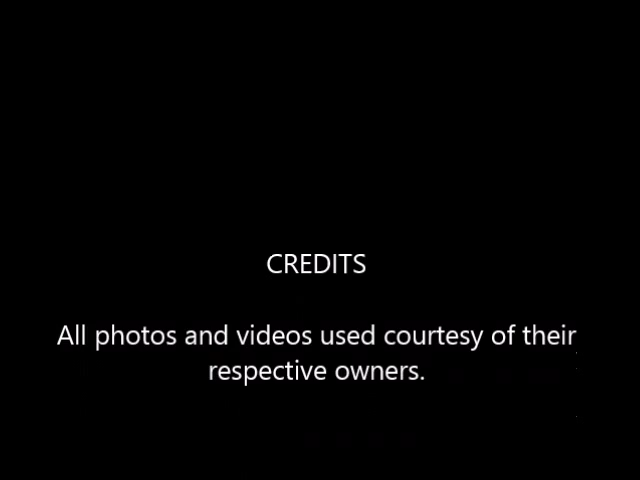 CREDITS
All photos and videos used courtesy of their
respective owners.